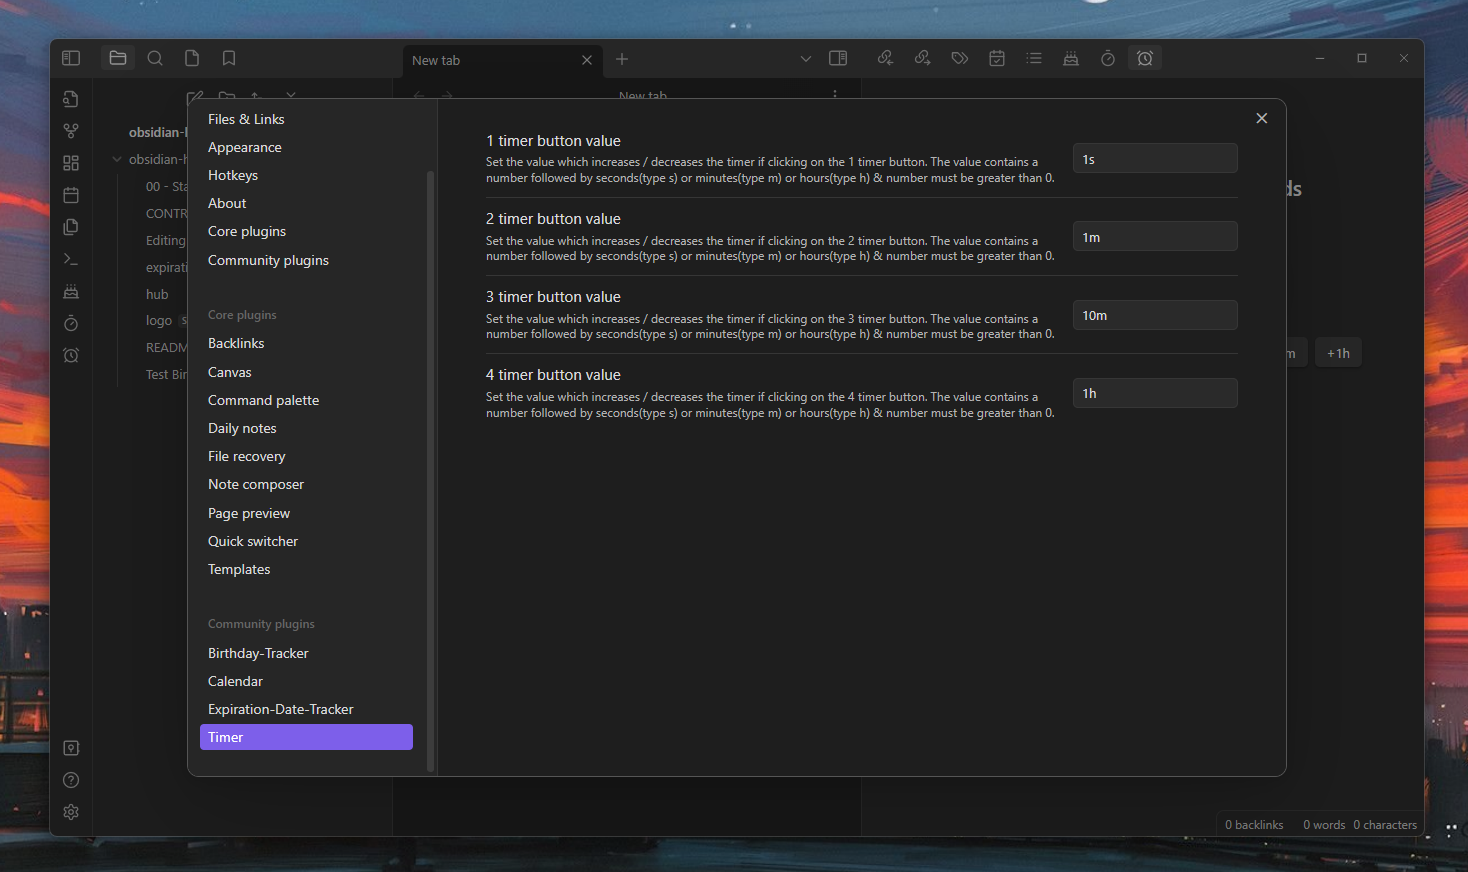 New tab
New tab
obsidian-
obsidian-h
00 - Sta
CONTR
Editing
expirati
hub
logo
READM
Test Bir
Files & Links
Appearance
Hotkeys
About
Core plugins
Community plugins
Core plugins
Backlinks
Canvas
Command palette
Daily notes
File recovery
Note composer
Page preview
Quick switcher
Templates
Community plugins
Birthday-Tracker
Calendar
Expiration-Date-Tracker
Timer
1 timer button value
Set the value which increases / decreases the timer if clicking on the 1 timer button. The value contains a
number followed by seconds(type s) or minutes(type m) or hours(type h) & number must be greater than 0.
1s
2 timer button value
Set the value which increases / decreases the timer if clicking on the 2 timer button. The value contains a
number followed by seconds(type s) or minutes(type m) or hours(type h) & number must be greater than 0.
1m
3 timer button value
Set the value which increases / decreases the timer if clicking on the 3 timer button. The value contains a
number followed by seconds(type s) or minutes(type m) or hours(type h) & number must be greater than 0.
10m
4 timer button value
Set the value which increases / decreases the timer if clicking on the 4 timer button. The value contains a
number followed by seconds(type s) or minutes(type m) or hours(type h) & number must be greater than 0.
1h
ds
m
+1h
0 backlinks
0 words
0 characters